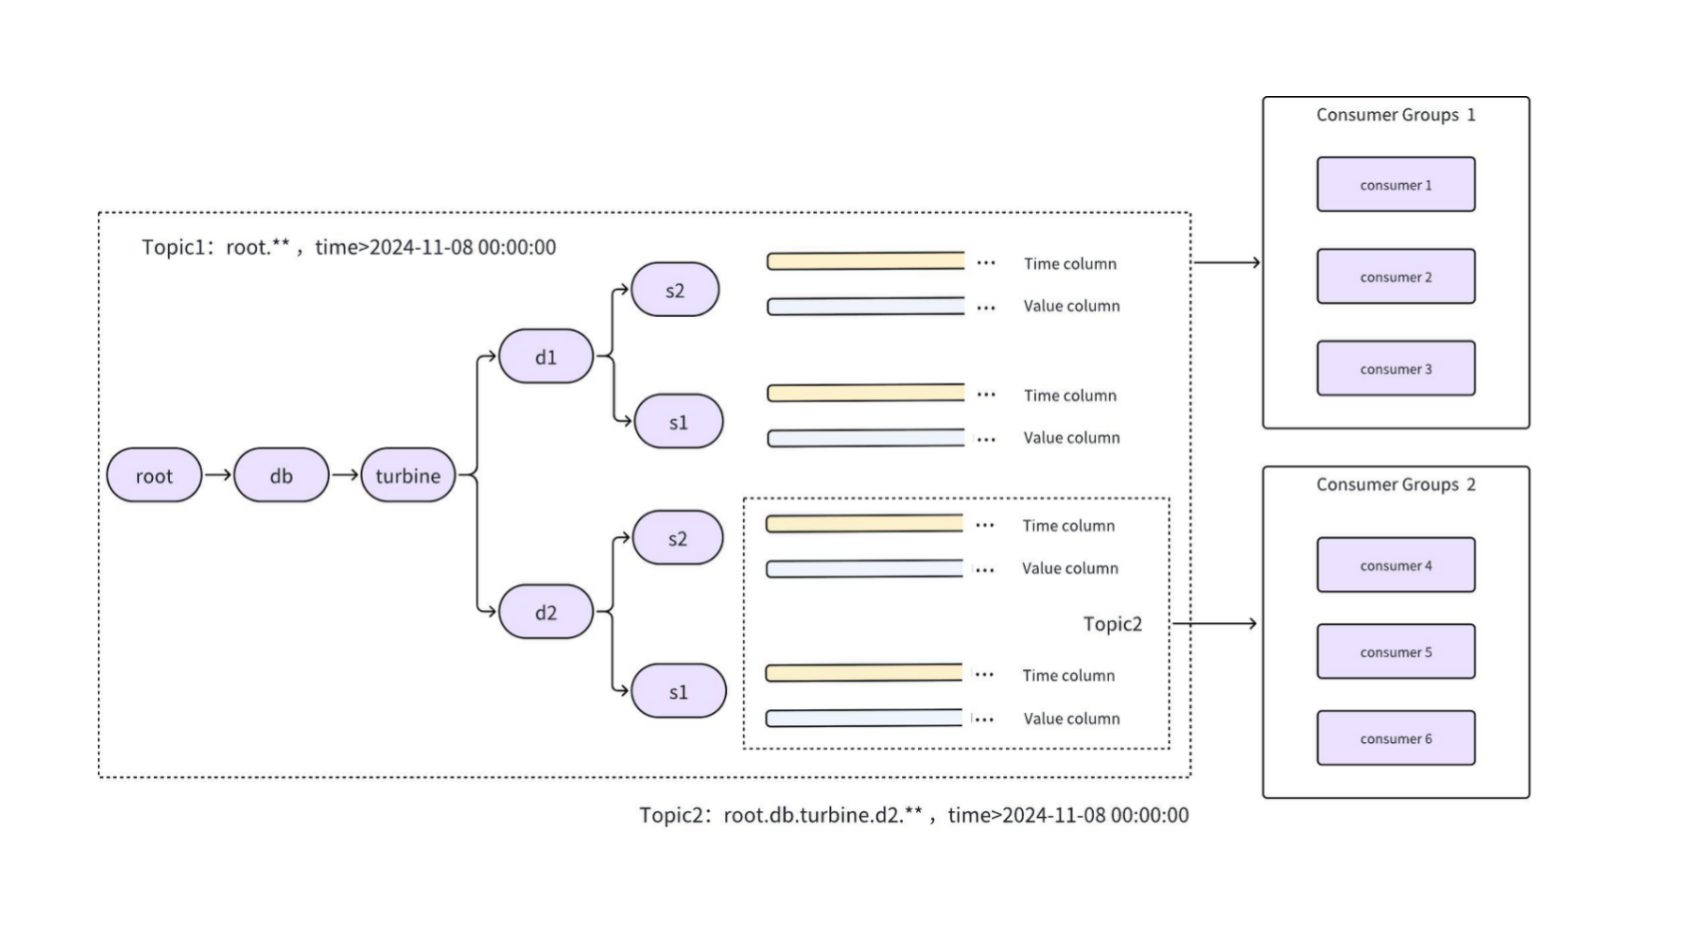 Consumer Groups 1
consumer 1
consumer 2
consumer 3
Topic1：root.** ，time>2024-11-08 00:00:00
s2
Time column
Value column
d1
s1
Time column
Value column
root
db
turbine
s2
Time column
Value column
d2
Topic2
s1
Time column
Value column
Consumer Groups 2
consumer 4
consumer 5
consumer 6
Topic2：root.db.turbine.d2.** ，time>2024-11-08 00:00:00